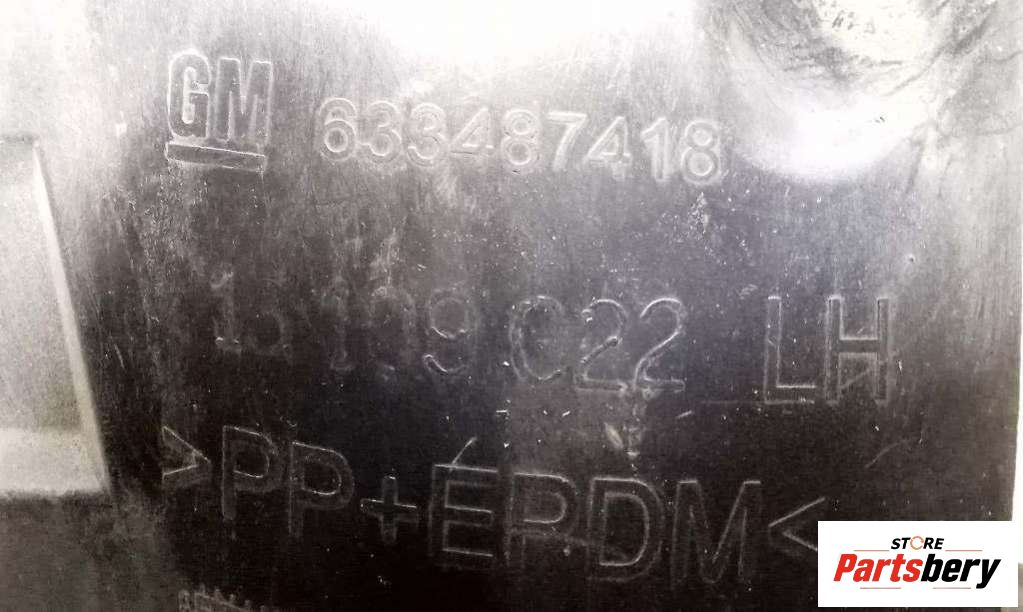 GM 633487418
C22 LH
>PP+EPDM<
STORE
Partsbery